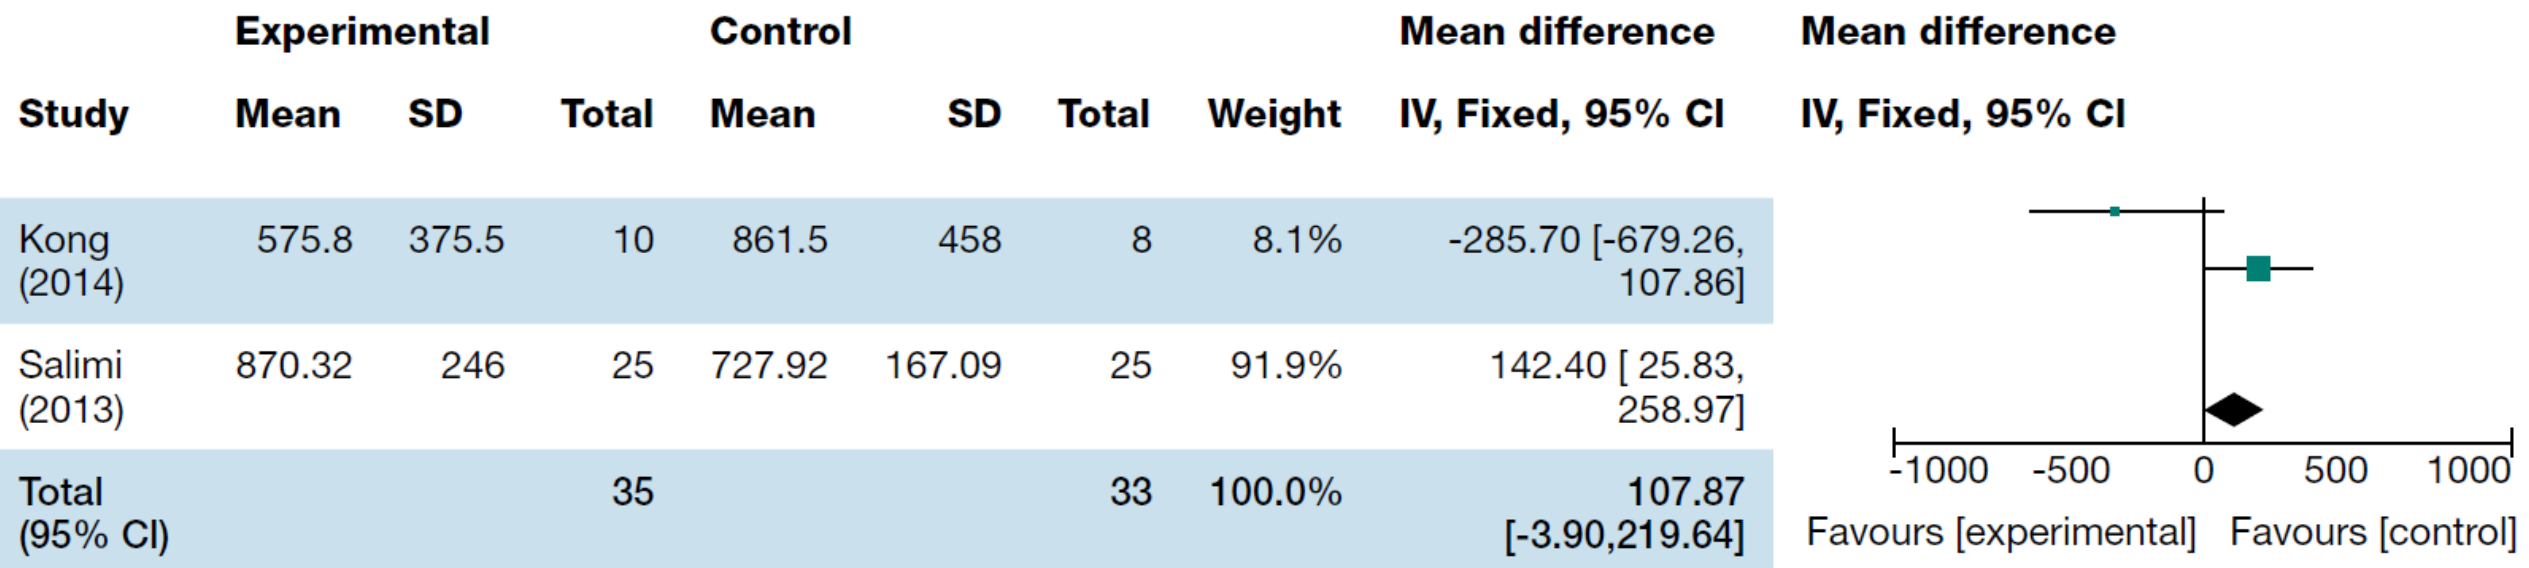 Experimental Control Mean difference Mean difference
Study Mean SD Total Mean SD Total Weight IV, Fixed, 95% CI IV, Fixed, 95% CI
Kong 575.8 375.5 10 861.5 458 8 8.1% -285.70 [-679.26,
(2014) 107.86]
Salimi 870.32 246 25 727.92 167.09 25 91.9% 142.40 [ 25.83,
(2013) 258.97]
Total 35 33 100.0% 107.87
(95% CI) [-3.90,219.64]
-1000 -500 0 500 1000
Favours [experimental] Favours [control]